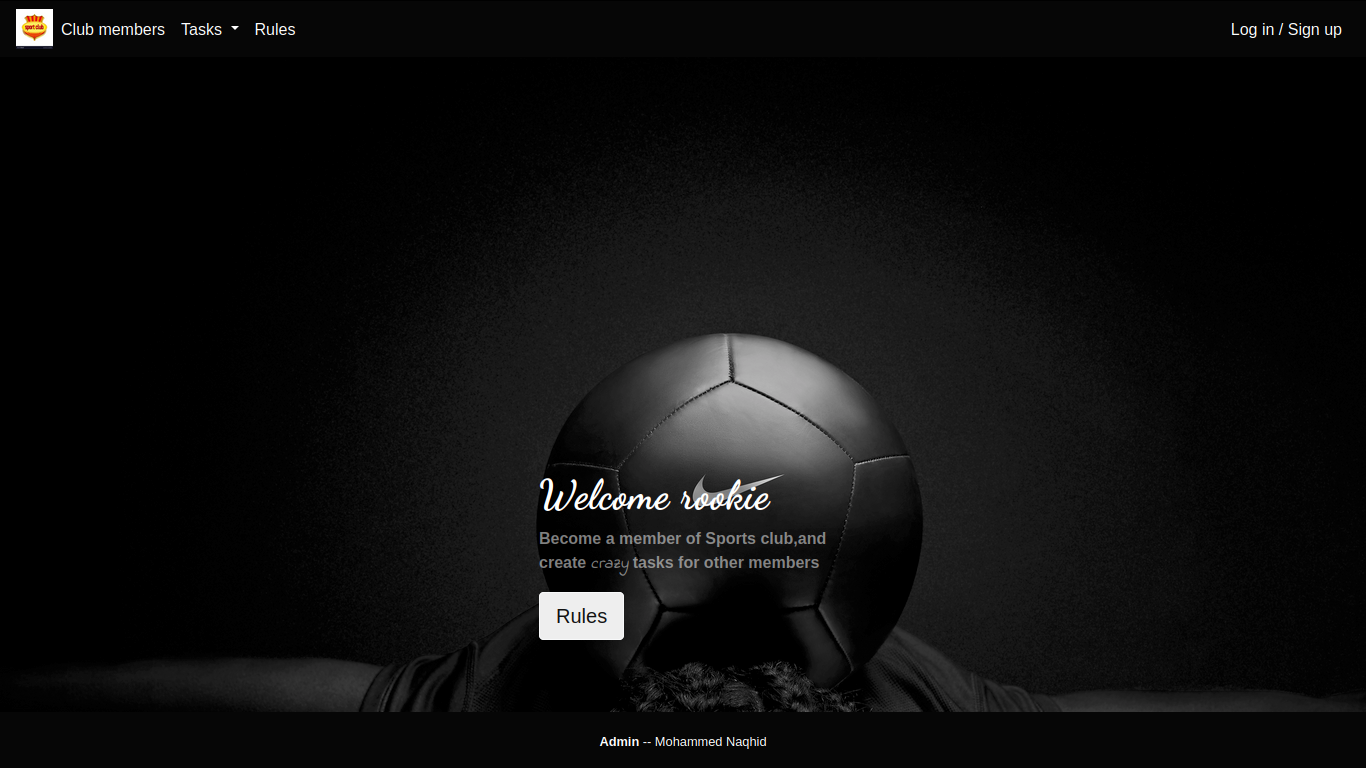 sport club
Club members Tasks Rules Log in / Sign up
Welcome rookie
Become a member of Sports club,and
create crazy tasks for other members
Rules
Admin -- Mohammed Naqhid